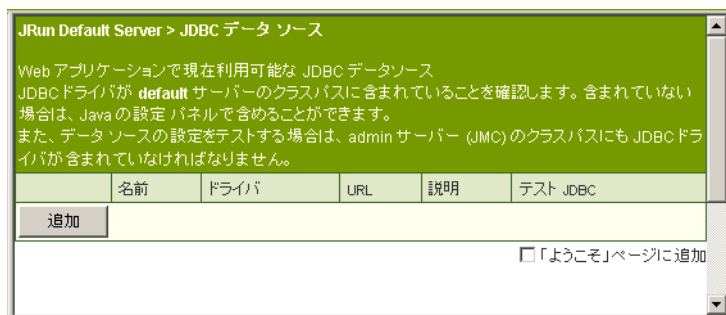 JRun Default Server > JDBC データ ソース
Web アプリケーションで現在利用可能な JDBC データソース
JDBCドライバが default サーバーのクラスパスに含まれていることを確認します。含まれていない
場合は、Java の設定 パネルで含めることができます。
また、データ ソースの設定をテストする場合は、admin サーバー (JMC) のクラスパスにも JDBCドラ
イバが含まれていなければなりません。
名前 ドライバ URL 説明 テスト JDBC
追加
「ようこそ」ページに追加